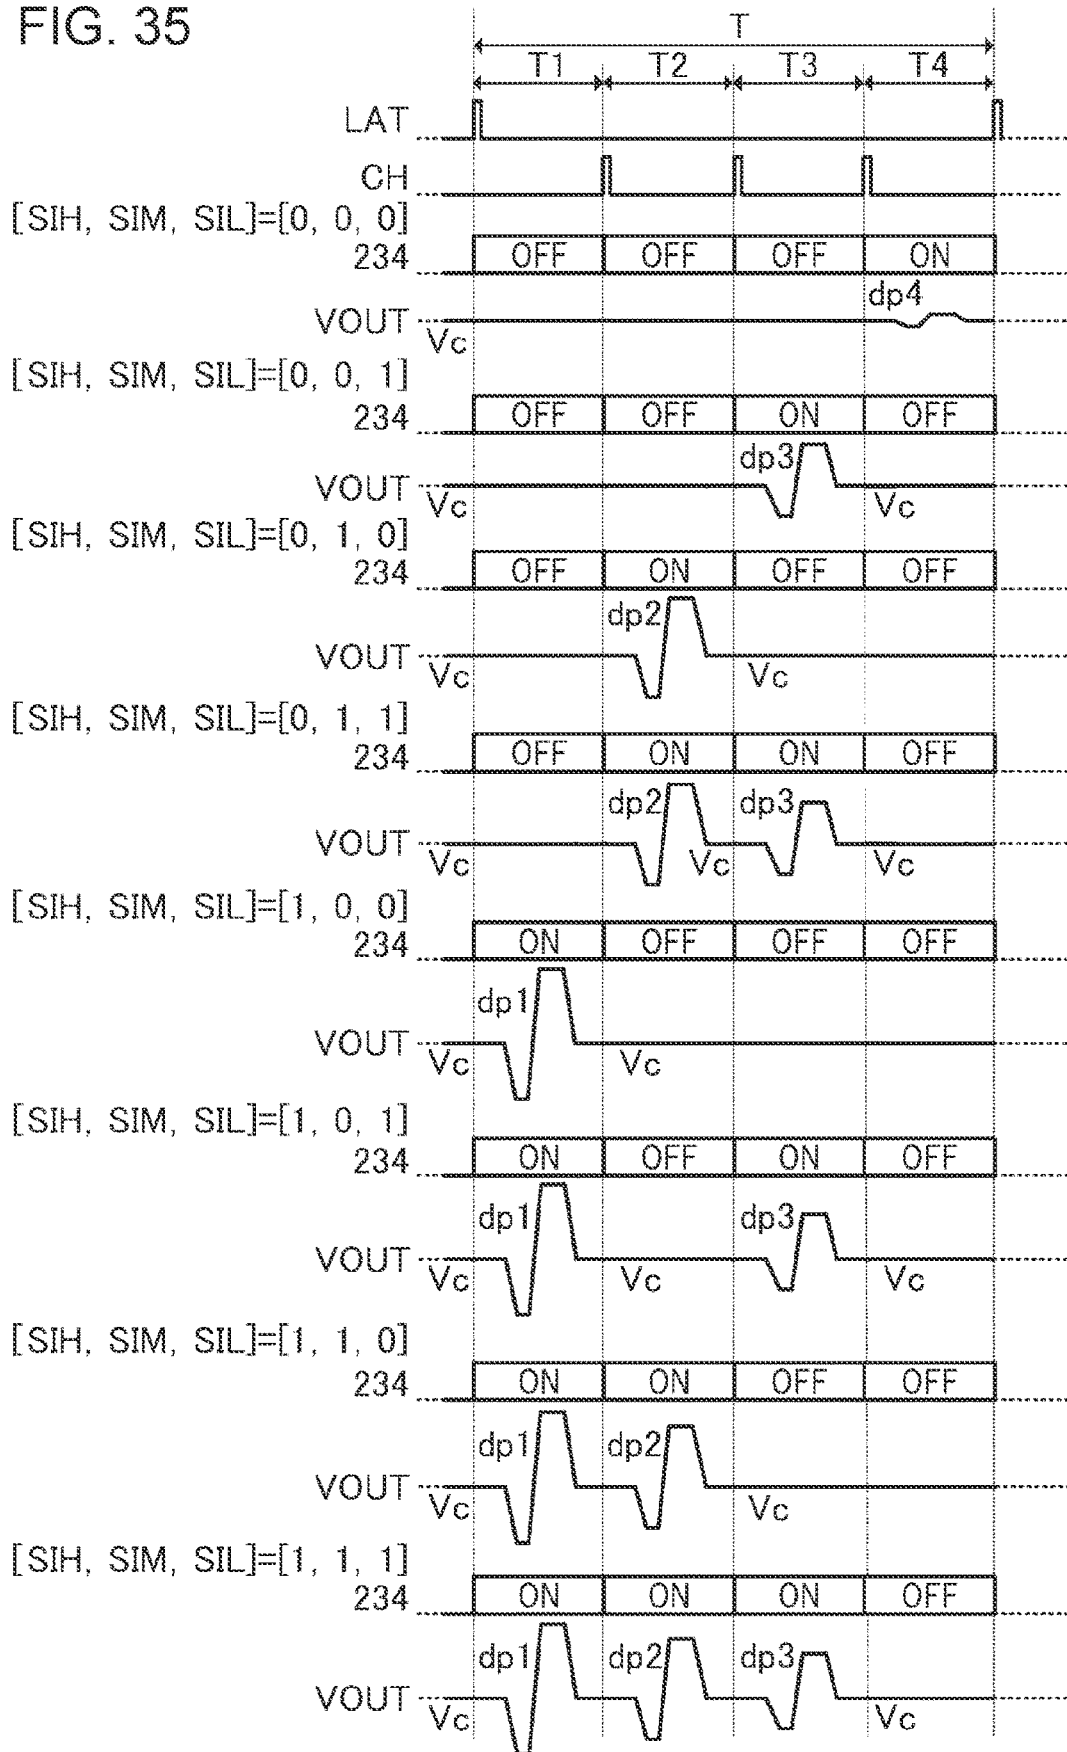 FIG. 35
T
T1 T2 T3 T4
LAT
CH
[SIH, SIM, SIL]=[0, 0, 0]
234 OFF OFF OFF ON
dp4
VOUT Vc
[SIH, SIM, SIL]=[0, 0, 1]
234 OFF OFF ON OFF
dp3
VOUT Vc Vc
[SIH, SIM, SIL]=[0, 1, 0]
234 OFF ON OFF OFF
dp2
VOUT Vc Vc
[SIH, SIM, SIL]=[0, 1, 1]
234 OFF ON ON OFF
dp2 dp3
VOUT Vc Vc Vc
[SIH, SIM, SIL]=[1, 0, 0]
234 ON OFF OFF OFF
dp1
VOUT Vc Vc
[SIH, SIM, SIL]=[1, 0, 1]
234 ON OFF ON OFF
dp1 dp3
VOUT Vc Vc Vc
[SIH, SIM, SIL]=[1, 1, 0]
234 ON ON OFF OFF
dp1 dp2
VOUT Vc Vc
[SIH, SIM, SIL]=[1, 1, 1]
234 ON ON ON OFF
dp1 dp2 dp3
VOUT Vc Vc